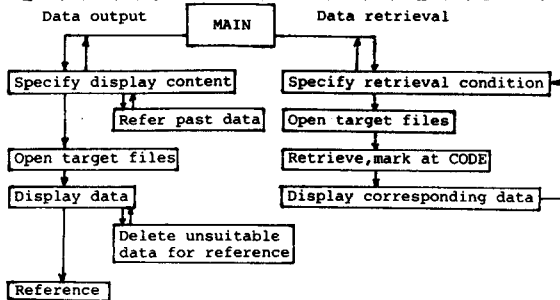 Data output
MAIN
Data retrieval
Specify display content
Refer past data
Open target files
Display data
Delete unsuitable
data for reference
Reference
Specify retrieval condition
Open target files
Retrieve,mark at CODE
Display corresponding data